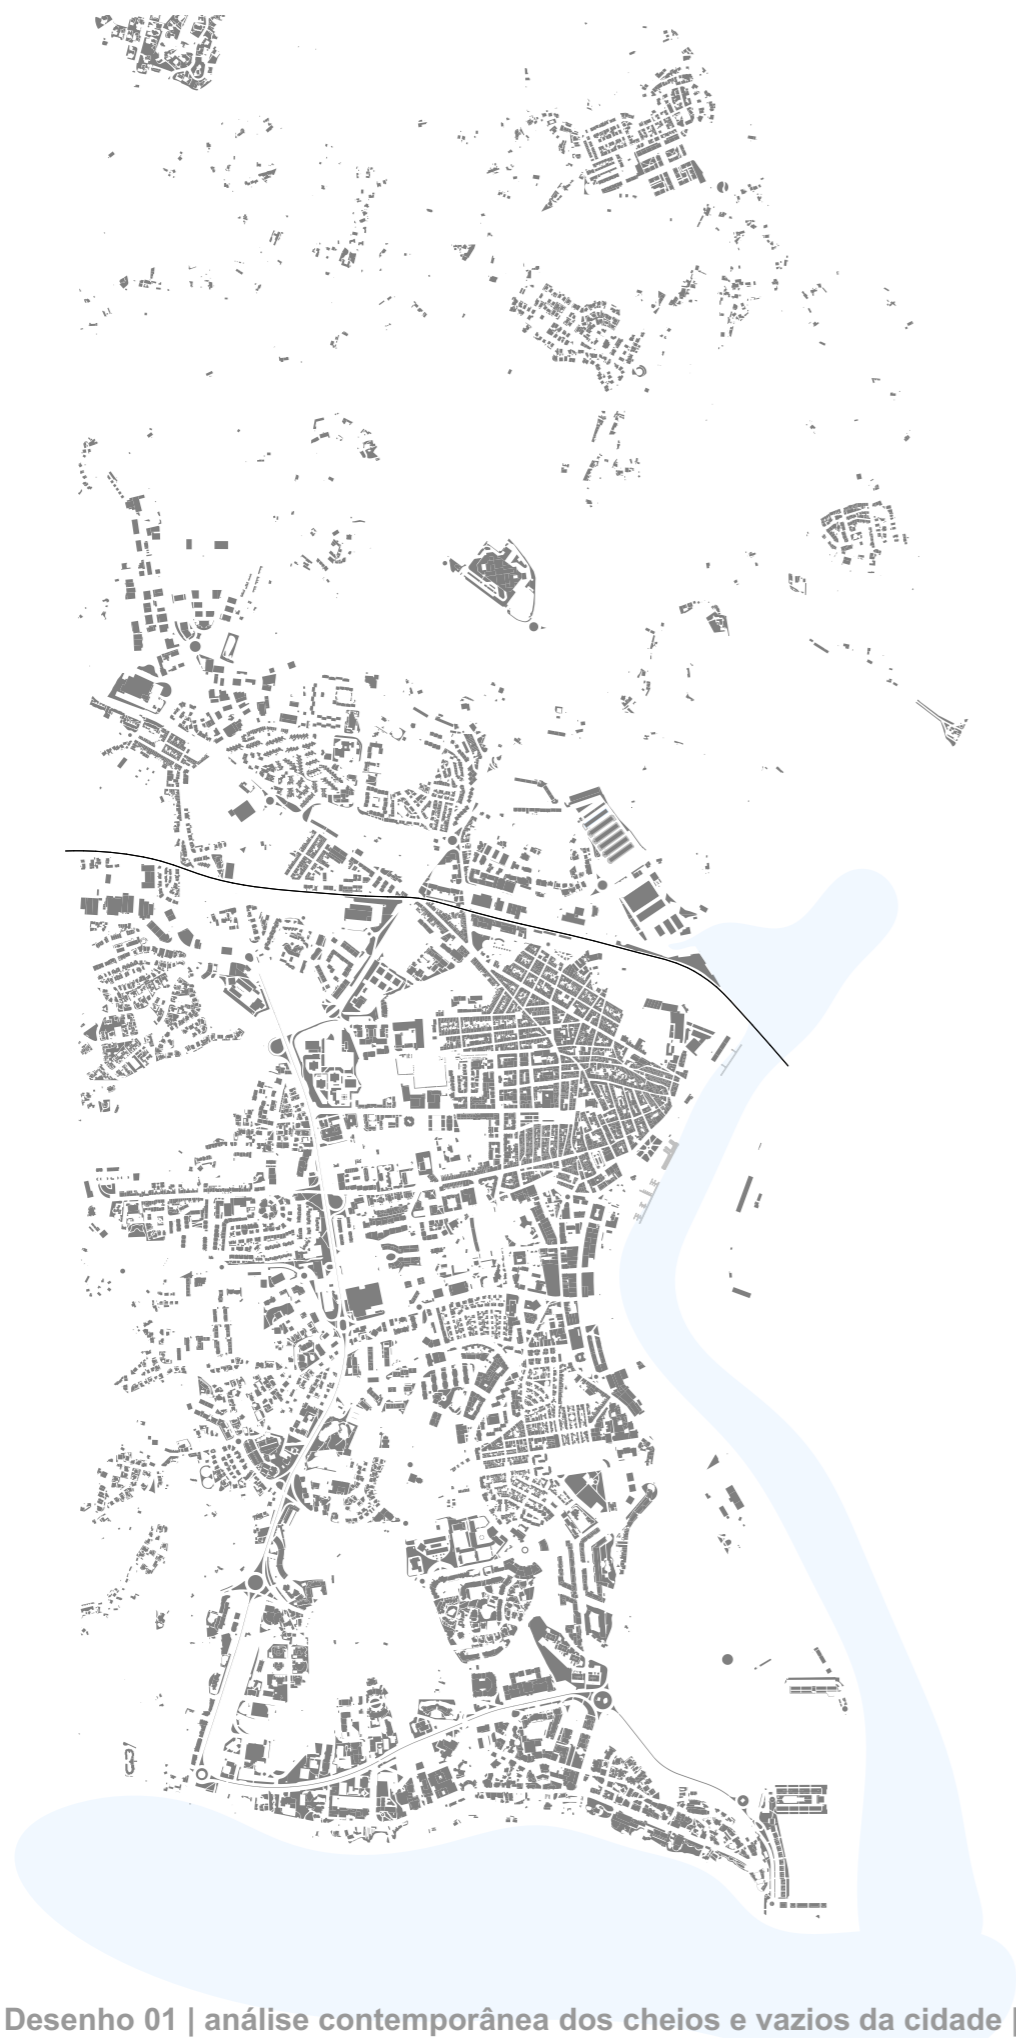 Desenho 01 | análise contemporânea dos cheios e vazios da cidade |